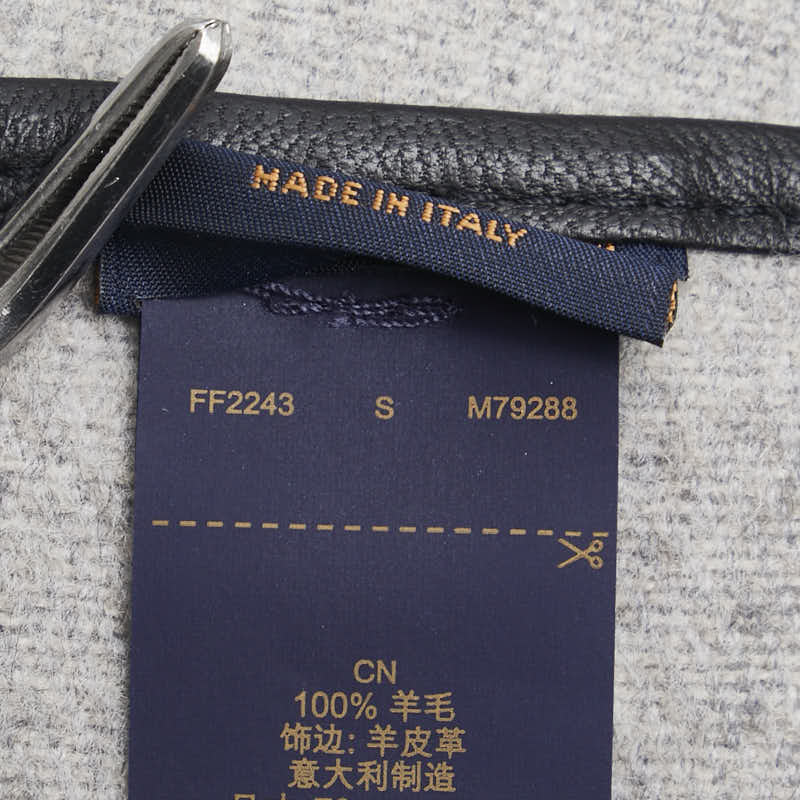 MADE IN ITALY
FF2243 S M79288
CN
100% 羊毛
饰边: 羊皮革
意大利制造